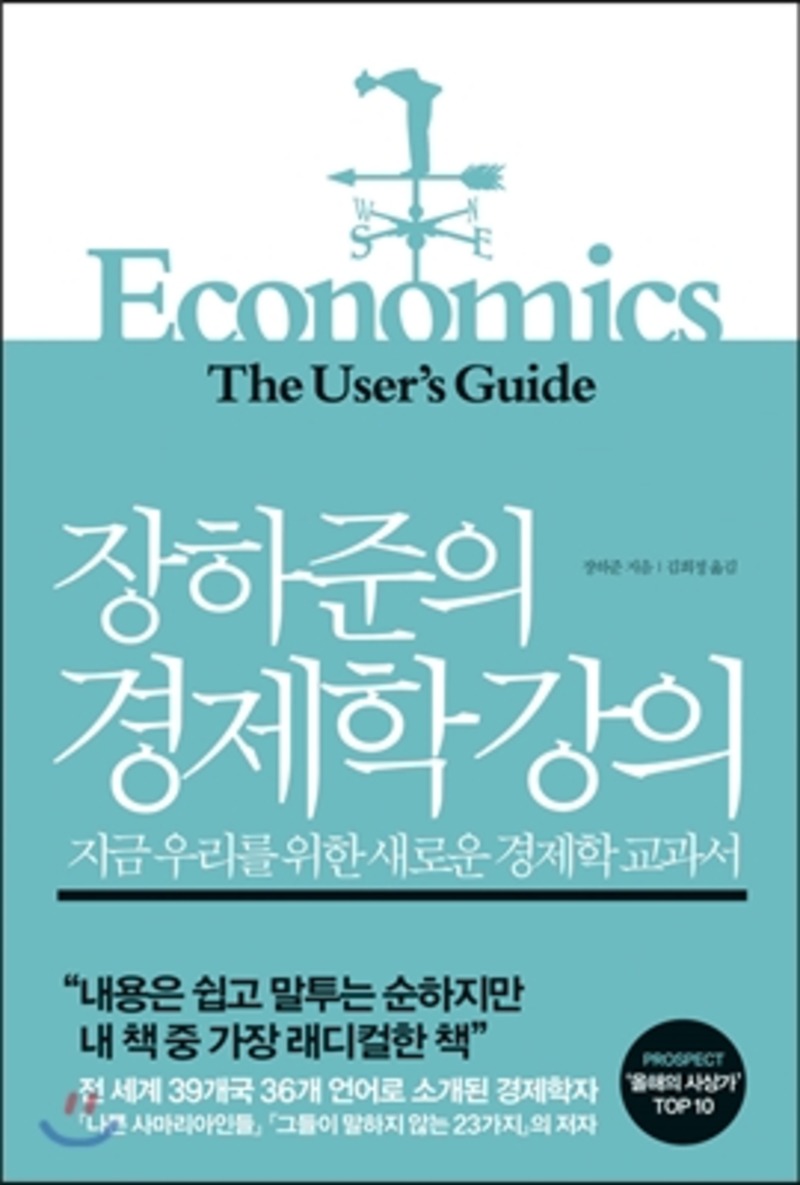 W N
S E
Economics
The User's Guide
장하준의
장하준 지음 | 김희정 옮김
경제학 강의
지금 우리를 위한 새로운 경제학 교과서
“내용은 쉽고 말투는 순하지만
내 책 중 가장 래디컬한 책”
전 세계 39개국 36개 언어로 소개된 경제학자
『나쁜 사마리아인들』 『그들이 말하지 않는 23가지』의 저자
PROSPECT
‘올해의 사상가’
TOP 10